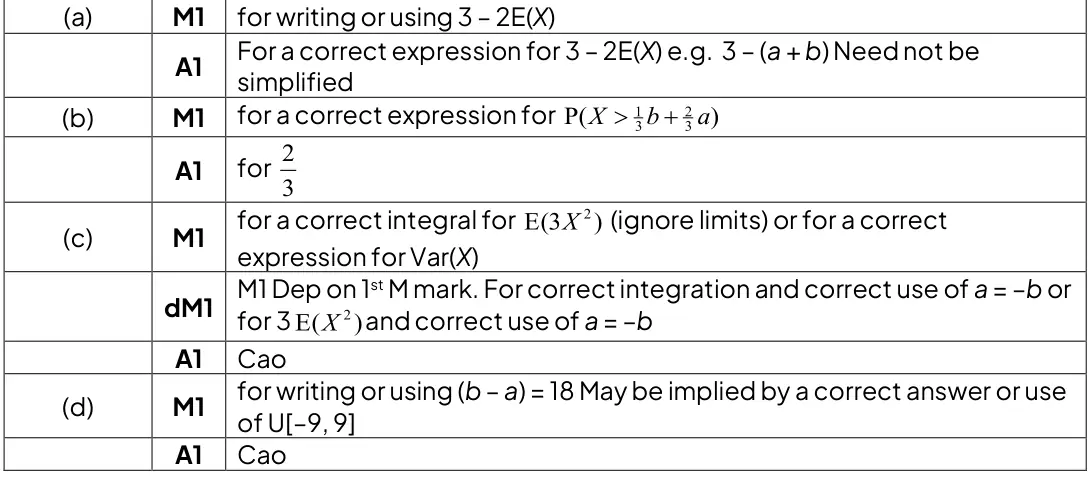 (a) M1 for writing or using 3 – 2E(X)
A1 For a correct expression for 3 – 2E(X) e.g. 3 – (a + b) Need not be
simplified
(b) M1 for a correct expression for P(X > 1/3 b + 2/3 a)
A1 for 2/3
(c) M1 for a correct integral for E(3X²) (ignore limits) or for a correct
expression for Var(X)
dM1 M1 Dep on 1st M mark. For correct integration and correct use of a = –b or
for 3E(X²) and correct use of a = –b
A1 Cao
(d) M1 for writing or using (b – a) = 18 May be implied by a correct answer or use
of U[–9, 9]
A1 Cao